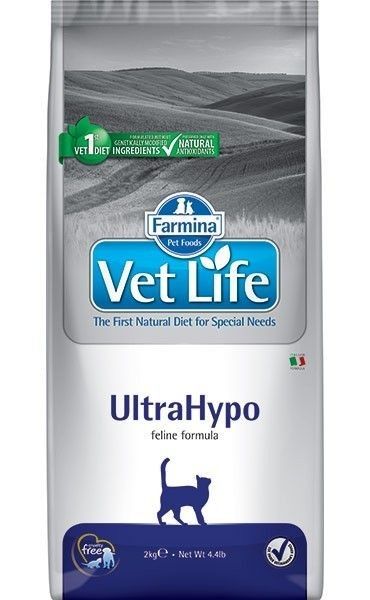 1st
VET DIET
FORMULATED WITHOUT
GENETICALLY MODIFIED
INGREDIENTS
PRESERVED ONLY WITH
NATURAL
ANTIOXIDANTS
Farmina
Pet Foods
Vet Life
The First Natural Diet for Special Needs
ITALIAN
FORMULA
UltraHypo
feline formula
cruelty
free
2kg℮ • Net Wt 4.4lb